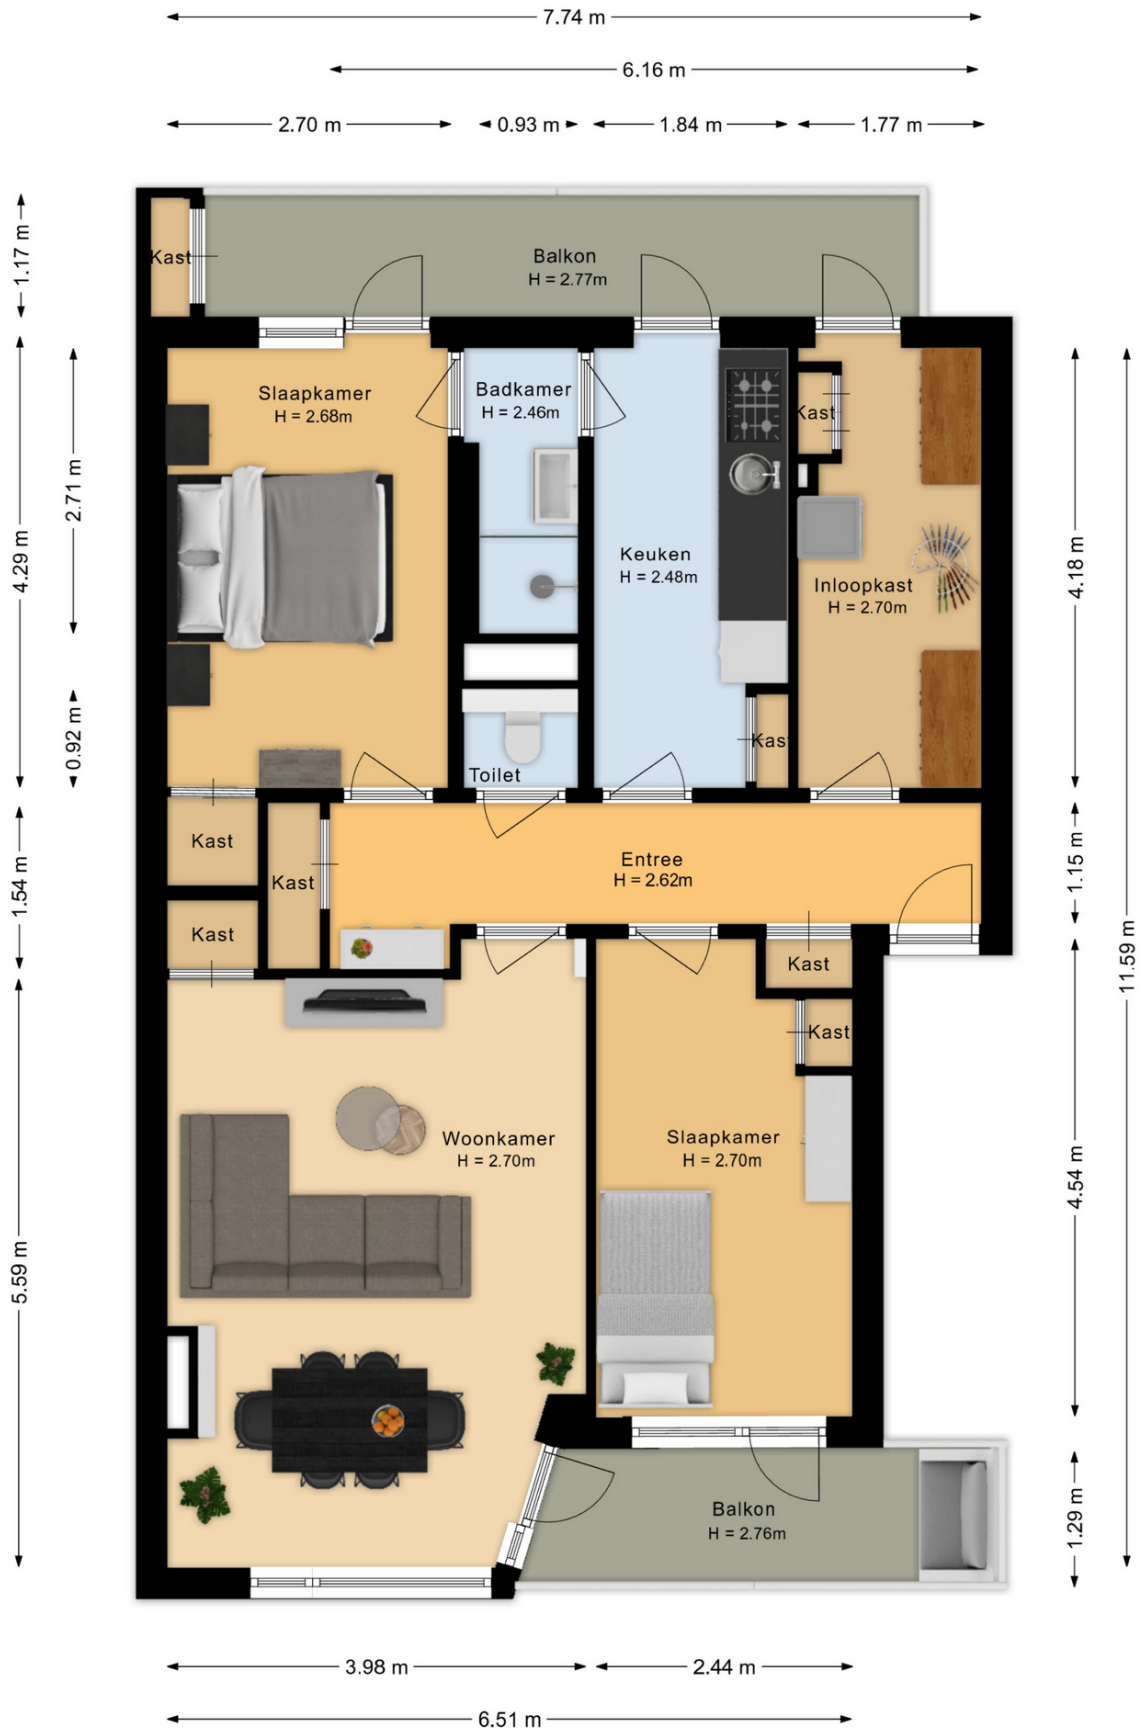 7.74 m
6.16 m
2.70 m
0.93 m
1.84 m
1.77 m
1.17 m
Kast
Balkon
H = 2.77m
Slaapkamer
H = 2.68m
Badkamer
H = 2.46m
Kast
2.71 m
4.29 m
Keuken
H = 2.48m
Inloopkast
H = 2.70m
4.18 m
0.92 m
Kas
Toilet
Kast
Kast
Entree
H = 2.62m
1.15 m
1.54 m
Kast
Kast
11.59 m
Kast
Woonkamer
H = 2.70m
Slaapkamer
H = 2.70m
4.54 m
5.59 m
Balkon
H = 2.76m
1.29 m
3.98 m
2.44 m
6.51 m